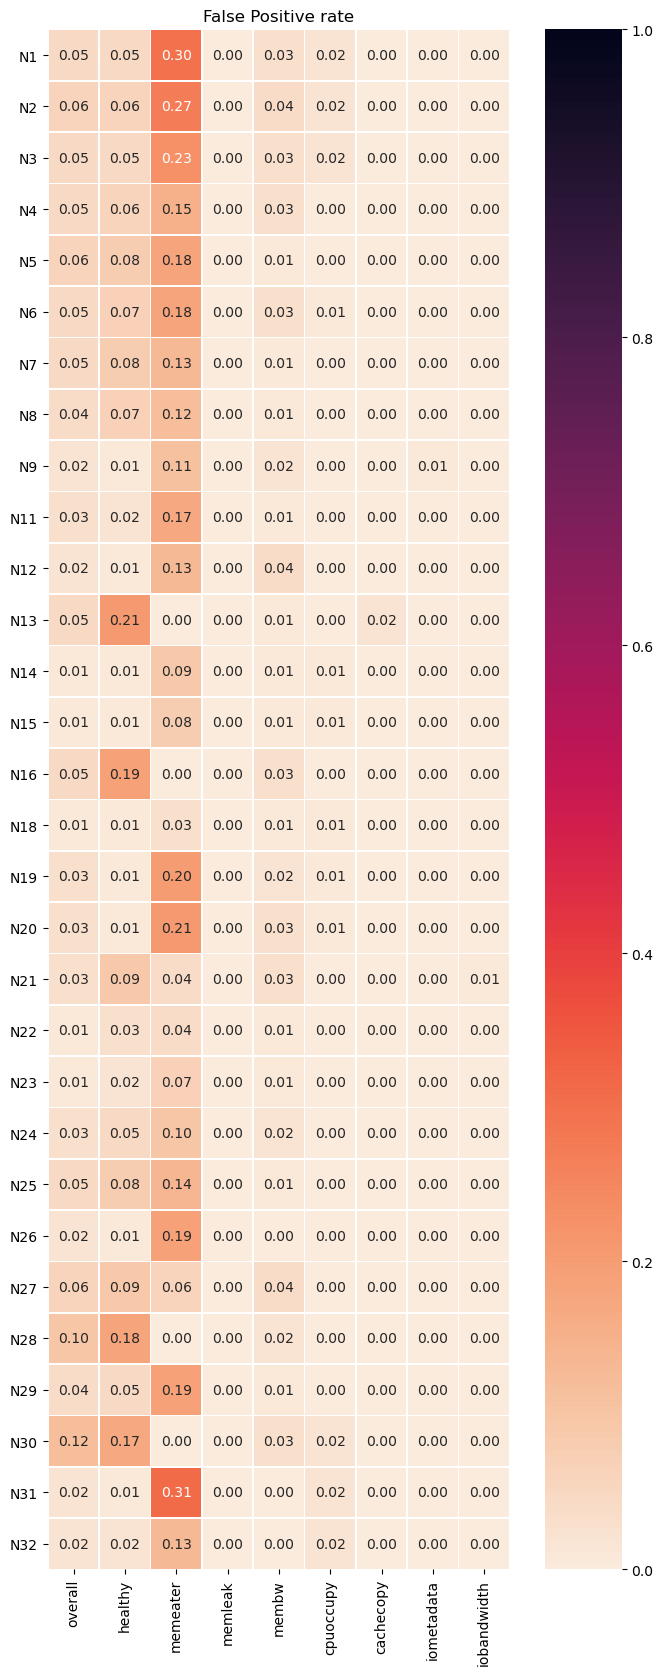 False Positive rate
N1 0.05 0.05 0.30 0.00 0.03 0.02 0.00 0.00 0.00
N2 0.06 0.06 0.27 0.00 0.04 0.02 0.00 0.00 0.00
N3 0.05 0.05 0.23 0.00 0.03 0.02 0.00 0.00 0.00
N4 0.05 0.06 0.15 0.00 0.03 0.00 0.00 0.00 0.00
N5 0.06 0.08 0.18 0.00 0.01 0.00 0.00 0.00 0.00
N6 0.05 0.07 0.18 0.00 0.03 0.01 0.00 0.00 0.00
N7 0.05 0.08 0.13 0.00 0.01 0.00 0.00 0.00 0.00
N8 0.04 0.07 0.12 0.00 0.01 0.00 0.00 0.00 0.00
N9 0.02 0.01 0.11 0.00 0.02 0.00 0.00 0.01 0.00
N11 0.03 0.02 0.17 0.00 0.01 0.00 0.00 0.00 0.00
N12 0.02 0.01 0.13 0.00 0.04 0.00 0.00 0.00 0.00
N13 0.05 0.21 0.00 0.00 0.01 0.00 0.02 0.00 0.00
N14 0.01 0.01 0.09 0.00 0.01 0.01 0.00 0.00 0.00
N15 0.01 0.01 0.08 0.00 0.01 0.01 0.00 0.00 0.00
N16 0.05 0.19 0.00 0.00 0.03 0.00 0.00 0.00 0.00
N18 0.01 0.01 0.03 0.00 0.01 0.01 0.00 0.00 0.00
N19 0.03 0.01 0.20 0.00 0.02 0.01 0.00 0.00 0.00
N20 0.03 0.01 0.21 0.00 0.03 0.01 0.00 0.00 0.00
N21 0.03 0.09 0.04 0.00 0.03 0.00 0.00 0.00 0.01
N22 0.01 0.03 0.04 0.00 0.01 0.00 0.00 0.00 0.00
N23 0.01 0.02 0.07 0.00 0.01 0.00 0.00 0.00 0.00
N24 0.03 0.05 0.10 0.00 0.02 0.00 0.00 0.00 0.00
N25 0.05 0.08 0.14 0.00 0.01 0.00 0.00 0.00 0.00
N26 0.02 0.01 0.19 0.00 0.00 0.00 0.00 0.00 0.00
N27 0.06 0.09 0.06 0.00 0.04 0.00 0.00 0.00 0.00
N28 0.10 0.18 0.00 0.00 0.02 0.00 0.00 0.00 0.00
N29 0.04 0.05 0.19 0.00 0.01 0.00 0.00 0.00 0.00
N30 0.12 0.17 0.00 0.00 0.03 0.02 0.00 0.00 0.00
N31 0.02 0.01 0.31 0.00 0.00 0.02 0.00 0.00 0.00
N32 0.02 0.02 0.13 0.00 0.00 0.02 0.00 0.00 0.00
overall
healthy
memeater
memleak
membw
cpuoccupy
cachecopy
iometadata
iobandwidth
1.0
0.8
0.6
0.4
0.2
0.0